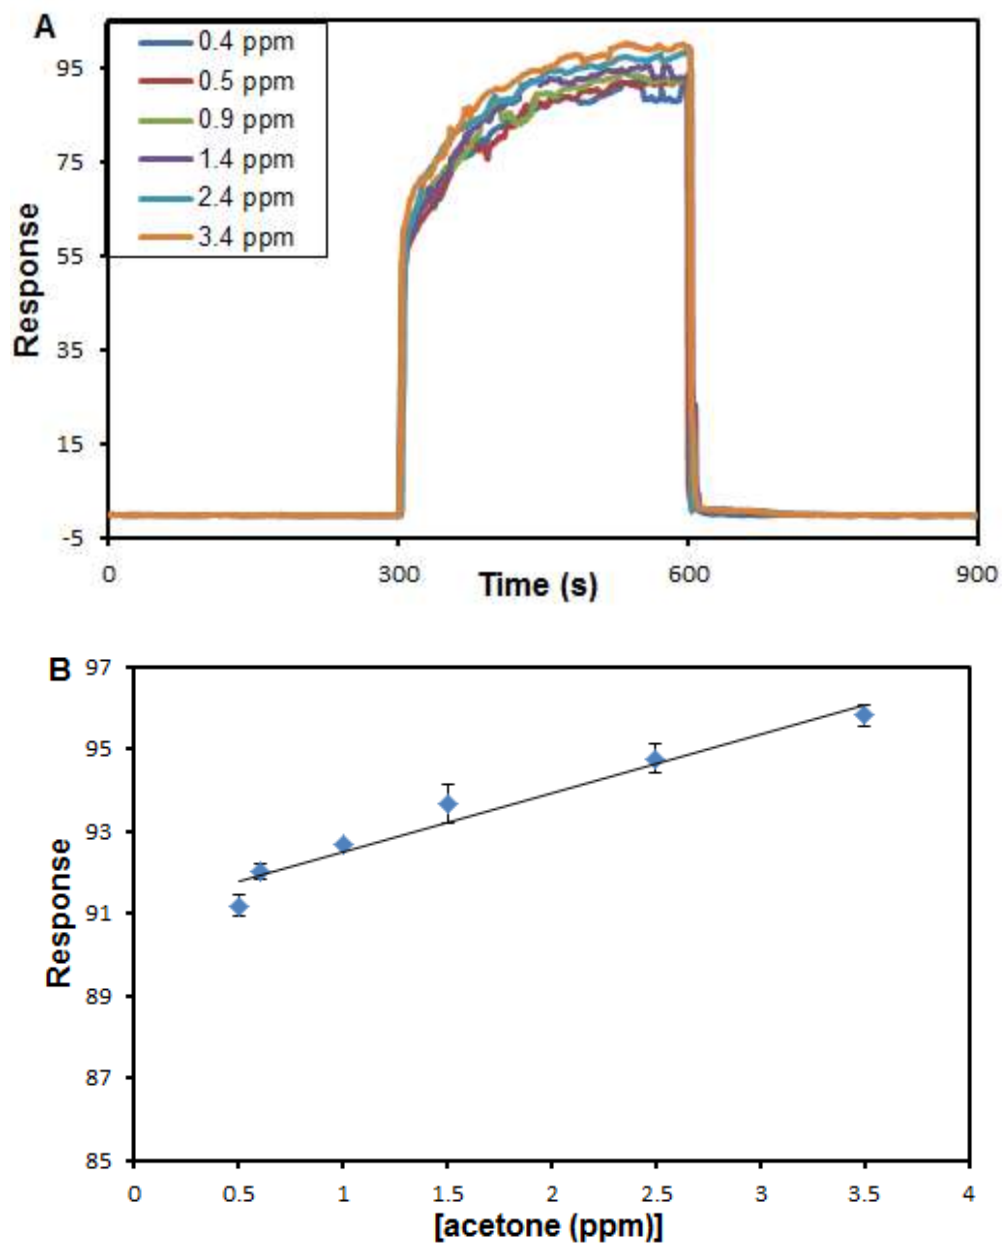 A
0.4 ppm
0.5 ppm
0.9 ppm
1.4 ppm
2.4 ppm
3.4 ppm
Response
95
75
55
35
15
-5
0 300 600 900
Time (s)
B
Response
97
95
93
91
89
87
85
0 0.5 1 1.5 2 2.5 3 3.5 4
[acetone (ppm)]